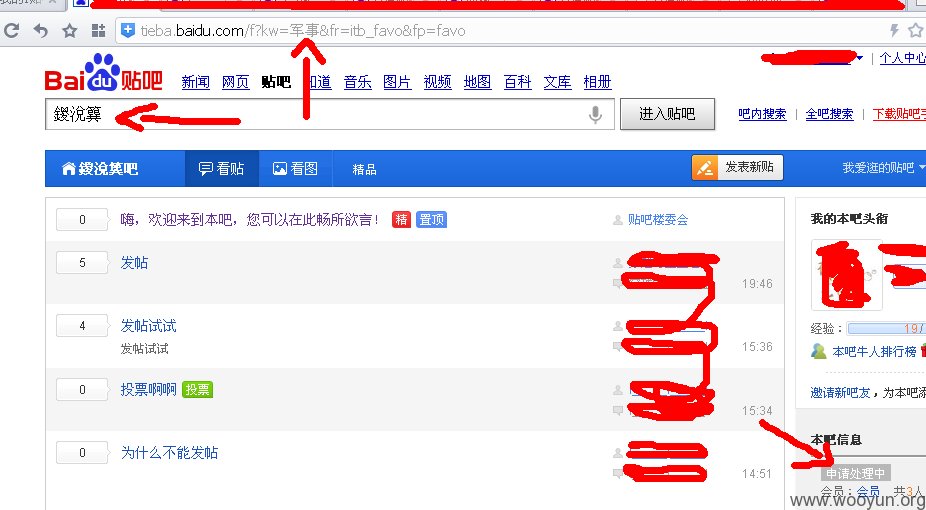 tieba.baidu.com/f?kw=军事&fr=itb_favo&fp=favo
个人中心
Bai du 贴吧
新闻 网页 贴吧 知道 音乐 图片 视频 地图 百科 文库 相册
鍐涗簨
进入贴吧
吧内搜索 | 全吧搜索 | 下载贴吧
看贴 看图 精品
发表新贴
我爱逛的贴吧
0 嗨，欢迎来到本吧，您可以在此畅所欲言！ 精 置顶 贴吧楼委会
5 发帖
19:46
4 发帖试试
发帖试试
15:36
0 投票啊啊 投票
15:34
0 为什么不能发帖
14:51
我的本吧头衔
经验： 19/
本吧牛人排行榜
邀请新吧友，为本吧添
本吧信息
申请处理中
会员：会员 共3人
www.wooyun.org